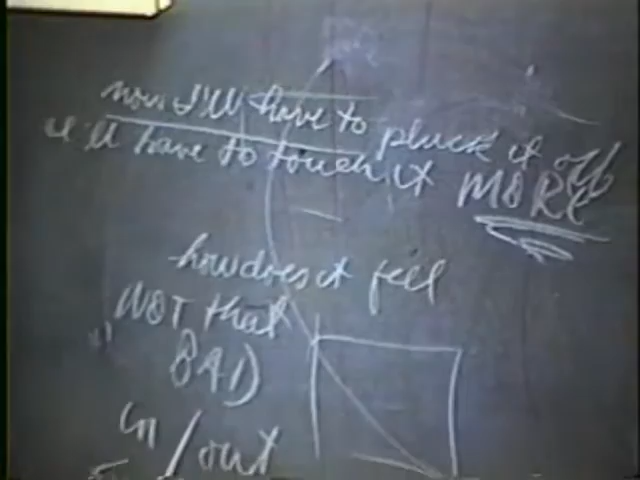 now I'll have to pluck it off
I'll have to touch it MORE
how does it feel
NOT that
BAD
in/out